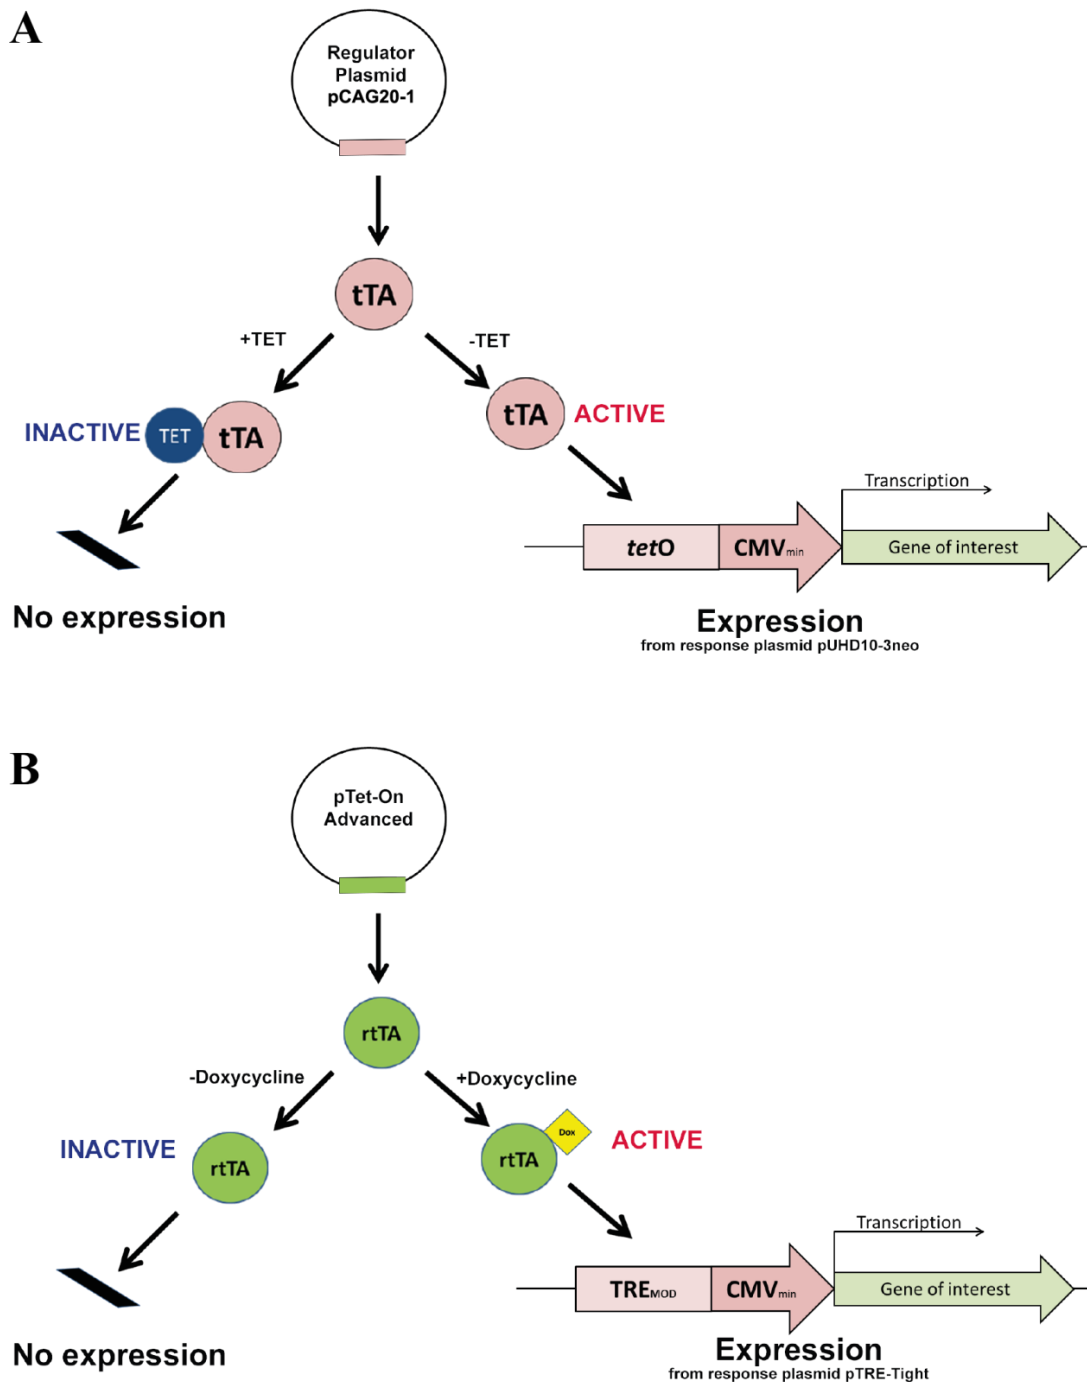 A
Regulator
Plasmid
pCAG20-1
tTA
+TET
-TET
INACTIVE
TET
tTA
tTA
ACTIVE
Transcription
tetO
CMVmin
Gene of interest
No expression
Expression
from response plasmid pUHD10-3neo
B
pTet-On
Advanced
rtTA
-Doxycycline
+Doxycycline
INACTIVE
rtTA
rtTA
Dox
ACTIVE
Transcription
TREMOD
CMVmin
Gene of interest
No expression
Expression
from response plasmid pTRE-Tight